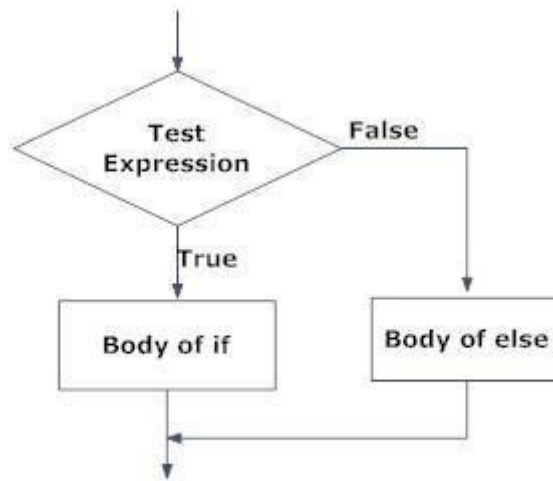 Test
Expression
False
True
Body of if
Body of else